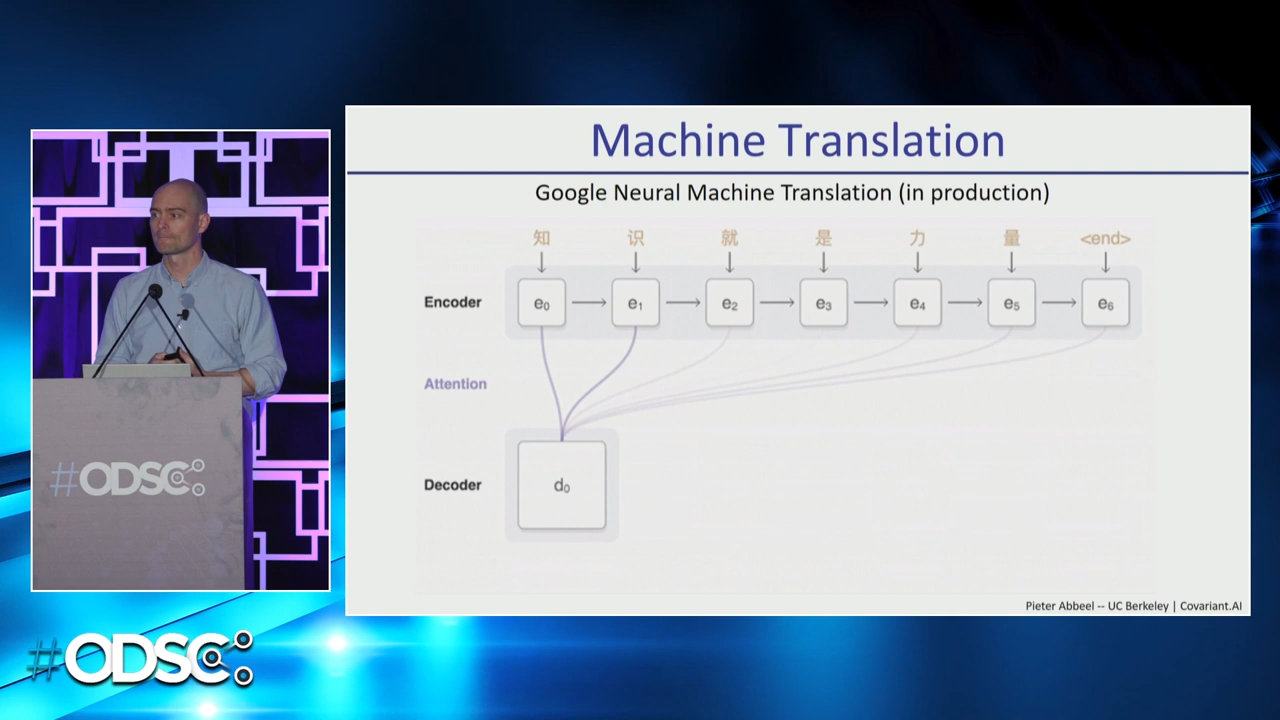 Machine Translation
Google Neural Machine Translation (in production)
知 识 就 是 力 量 <end>
Encoder e0 e1 e2 e3 e4 e5 e6
Attention
Decoder d0
Pieter Abbeel -- UC Berkeley | Covariant.AI
#ODSC
#ODSC